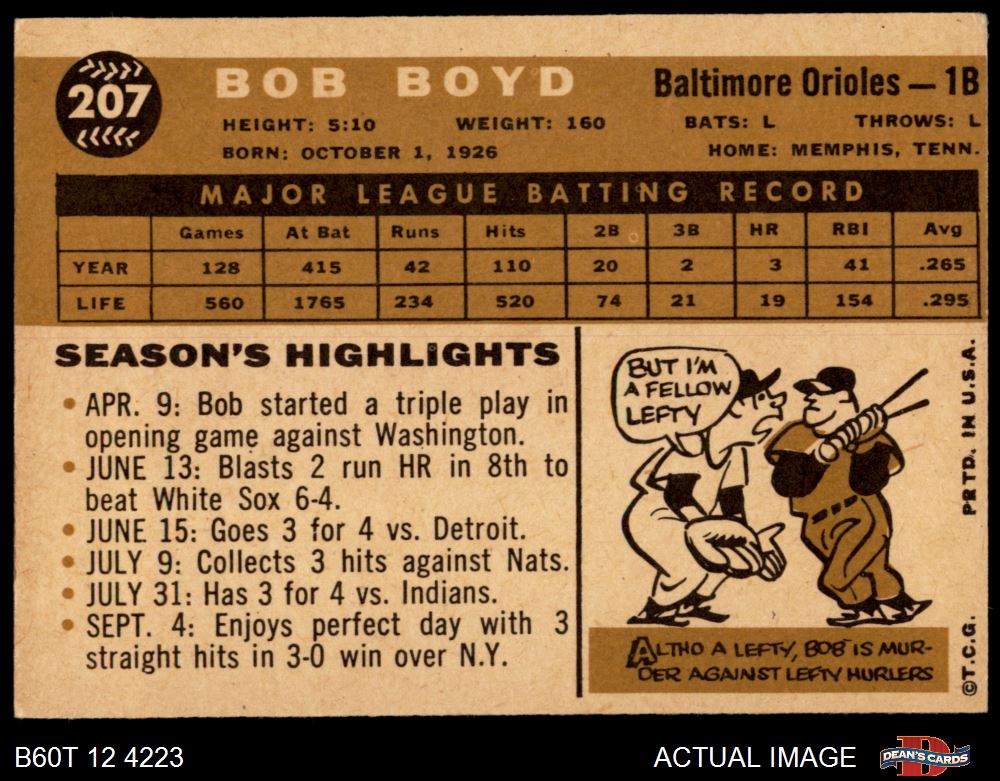 207
BOB BOYD
Baltimore Orioles — 1B
HEIGHT: 5:10 WEIGHT: 160 BATS: L THROWS: L
BORN: OCTOBER 1, 1926 HOME: MEMPHIS, TENN.
MAJOR LEAGUE BATTING RECORD
Games At Bat Runs Hits 2B 3B HR RBI Avg
YEAR 128 415 42 110 20 2 3 41 .265
LIFE 560 1765 234 520 74 21 19 154 .295
SEASON'S HIGHLIGHTS
• APR. 9: Bob started a triple play in
opening game against Washington.
• JUNE 13: Blasts 2 run HR in 8th to
beat White Sox 6-4.
• JUNE 15: Goes 3 for 4 vs. Detroit.
• JULY 9: Collects 3 hits against Nats.
• JULY 31: Has 3 for 4 vs. Indians.
• SEPT. 4: Enjoys perfect day with 3
straight hits in 3-0 win over N.Y.
BUT I'M
A FELLOW
LEFTY
ALTHO A LEFTY, BOB IS MUR-
DER AGAINST LEFTY HURLERS
©T.C.G. PRTD. IN U.S.A.
B60T 12 4223
ACTUAL IMAGE
DEAN'S CARDS